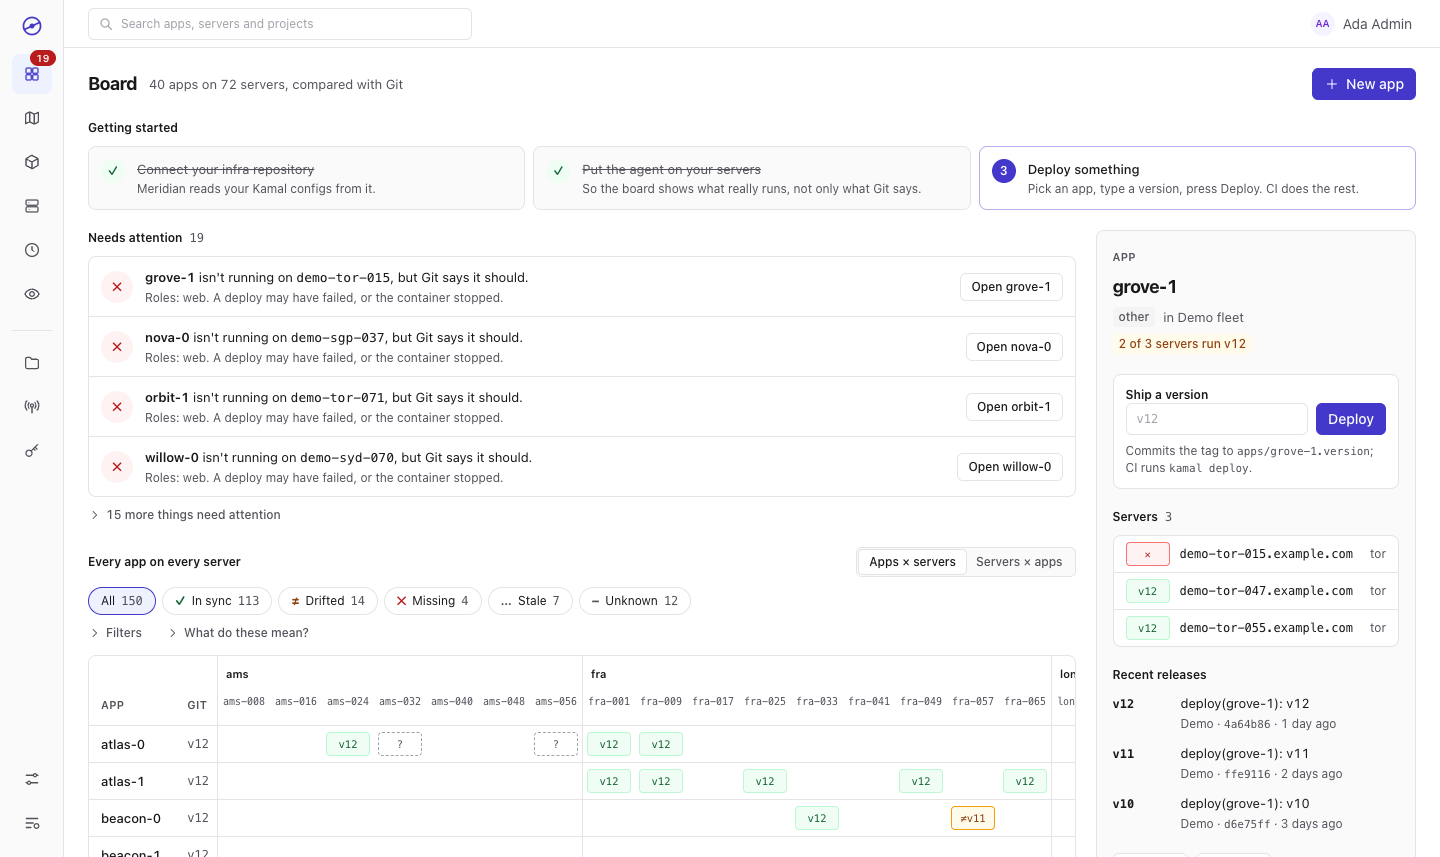 Search apps, servers and projects
AA Ada Admin
19
Board 40 apps on 72 servers, compared with Git
+ New app
Getting started
✓ Connect your infra repository
Meridian reads your Kamal configs from it.
✓ Put the agent on your servers
So the board shows what really runs, not only what Git says.
3 Deploy something
Pick an app, type a version, press Deploy. CI does the rest.
Needs attention 19
grove-1 isn't running on demo-tor-015, but Git says it should.
Roles: web. A deploy may have failed, or the container stopped.
Open grove-1
nova-0 isn't running on demo-sgp-037, but Git says it should.
Roles: web. A deploy may have failed, or the container stopped.
Open nova-0
orbit-1 isn't running on demo-tor-071, but Git says it should.
Roles: web. A deploy may have failed, or the container stopped.
Open orbit-1
willow-0 isn't running on demo-syd-070, but Git says it should.
Roles: web. A deploy may have failed, or the container stopped.
Open willow-0
15 more things need attention
Every app on every server
Apps × servers Servers × apps
All 150 ✓ In sync 113 ≠ Drifted 14 ✕ Missing 4 … Stale 7 – Unknown 12
Filters What do these mean?
ams fra lon
APP GIT ams-008 ams-016 ams-024 ams-032 ams-040 ams-048 ams-056 fra-001 fra-009 fra-017 fra-025 fra-033 fra-041 fra-049 fra-057 fra-065 lon
atlas-0 v12 v12 ? ? v12 v12
atlas-1 v12 v12 v12 v12 v12 v12
beacon-0 v12 v12 ≠v11
beacon-1 v12
APP
grove-1
other in Demo fleet
2 of 3 servers run v12
Ship a version
v12 Deploy
Commits the tag to apps/grove-1.version;
CI runs kamal deploy.
Servers 3
× demo-tor-015.example.com tor
v12 demo-tor-047.example.com tor
v12 demo-tor-055.example.com tor
Recent releases
v12 deploy(grove-1): v12
Demo · 4a64b86 · 1 day ago
v11 deploy(grove-1): v11
Demo · ffe9116 · 2 days ago
v10 deploy(grove-1): v10
Demo · d6e75ff · 3 days ago